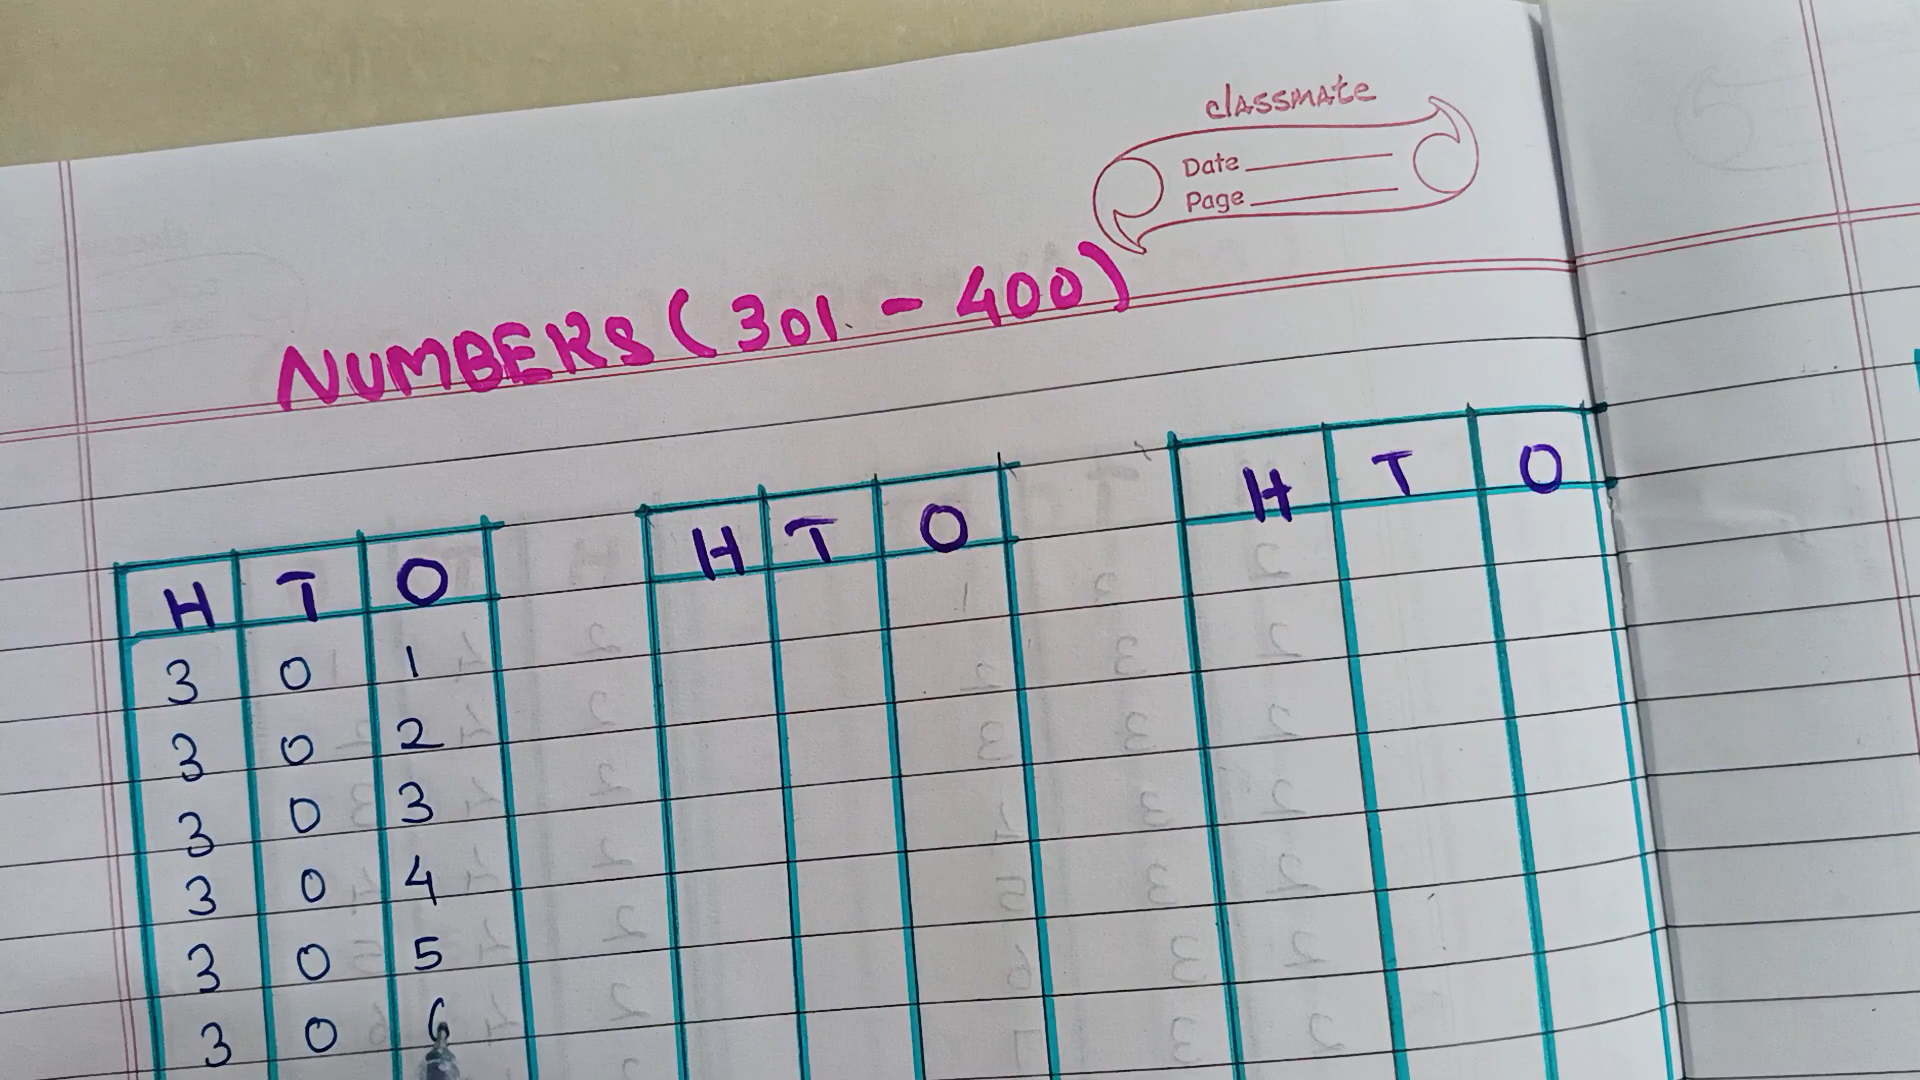 classmate
Date
Page
NUMBERS (301 - 400)
H T O
H T O
H T O
3 0 1
3 0 2
3 0 3
3 0 4
3 0 5
3 0 6